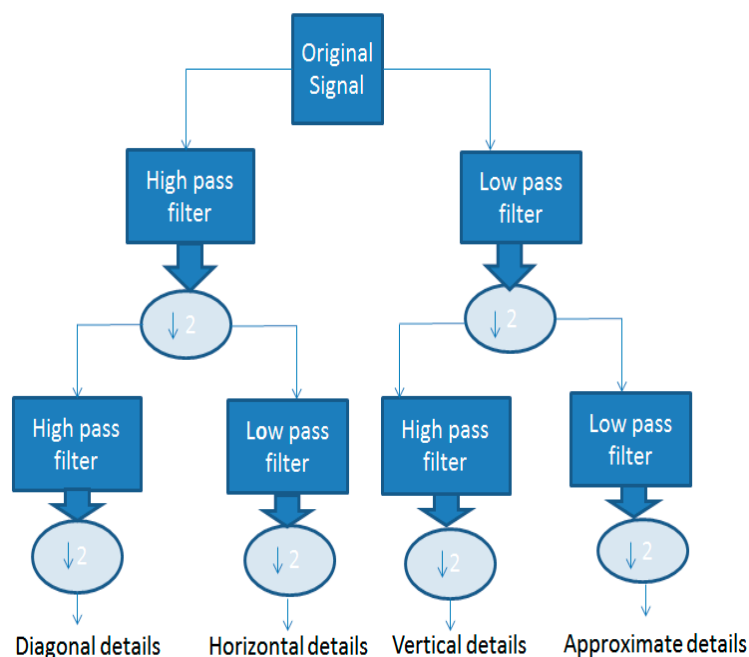 Original
Signal
High pass
filter
Low pass
filter
↓ 2
↓ 2
High pass
filter
Low pass
filter
High pass
filter
Low pass
filter
↓ 2
↓ 2
↓ 2
↓ 2
Diagonal details
Horizontal details
Vertical details
Approximate details